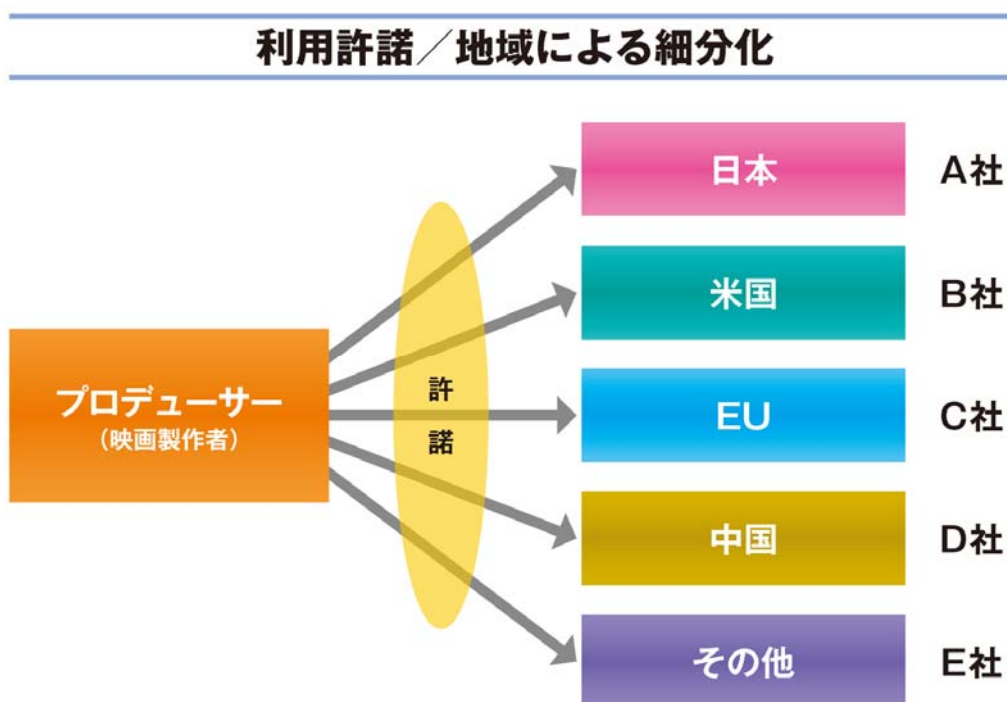 利用許諾／地域による細分化
日本 A社
米国 B社
プロデューサー
（映画製作者）
許諾
EU C社
中国 D社
その他 E社